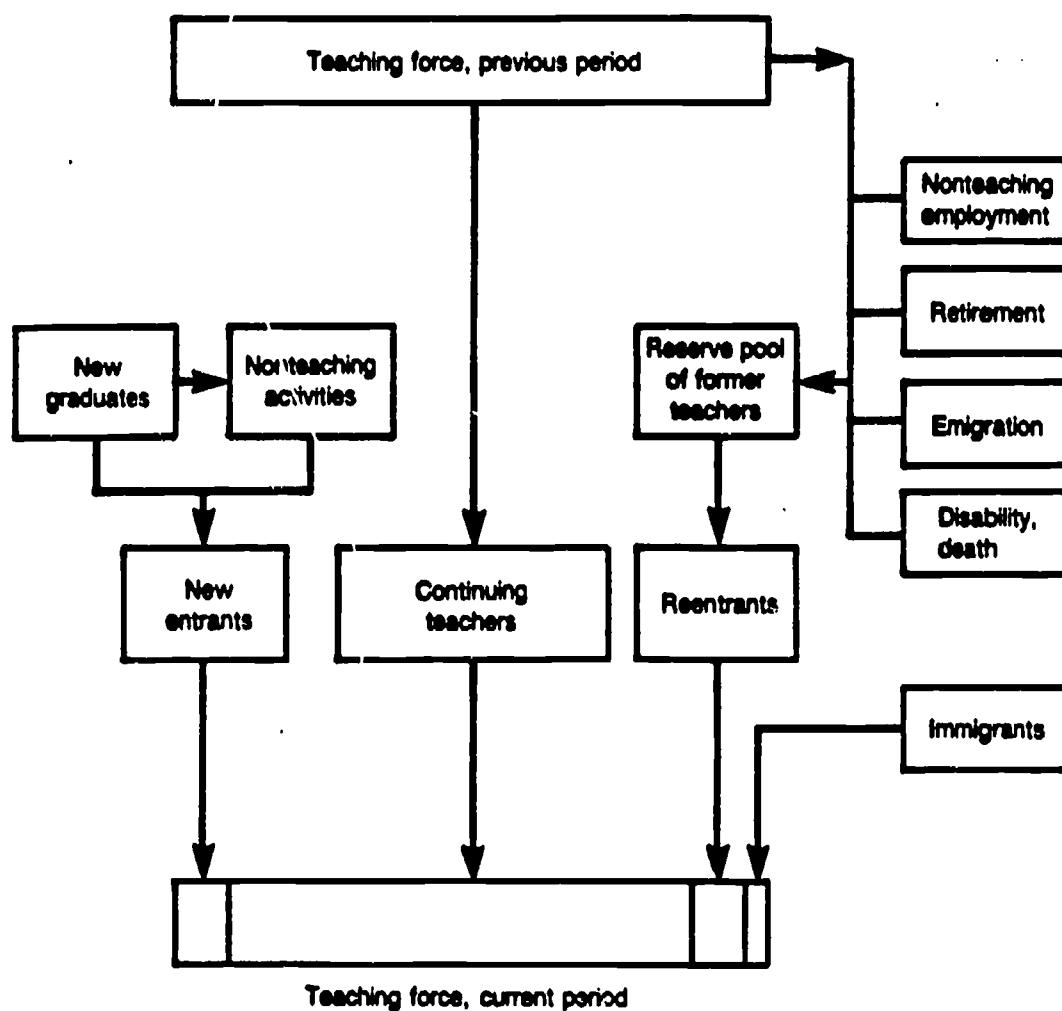 Teaching force, previous period
Nonteaching
employment
Retirement
New
graduates
Nonteaching
activities
Reserve pool
of former
teachers
Emigration
Disability,
death
New
entrants
Continuing
teachers
Reentrants
Immigrants
Teaching force, current period